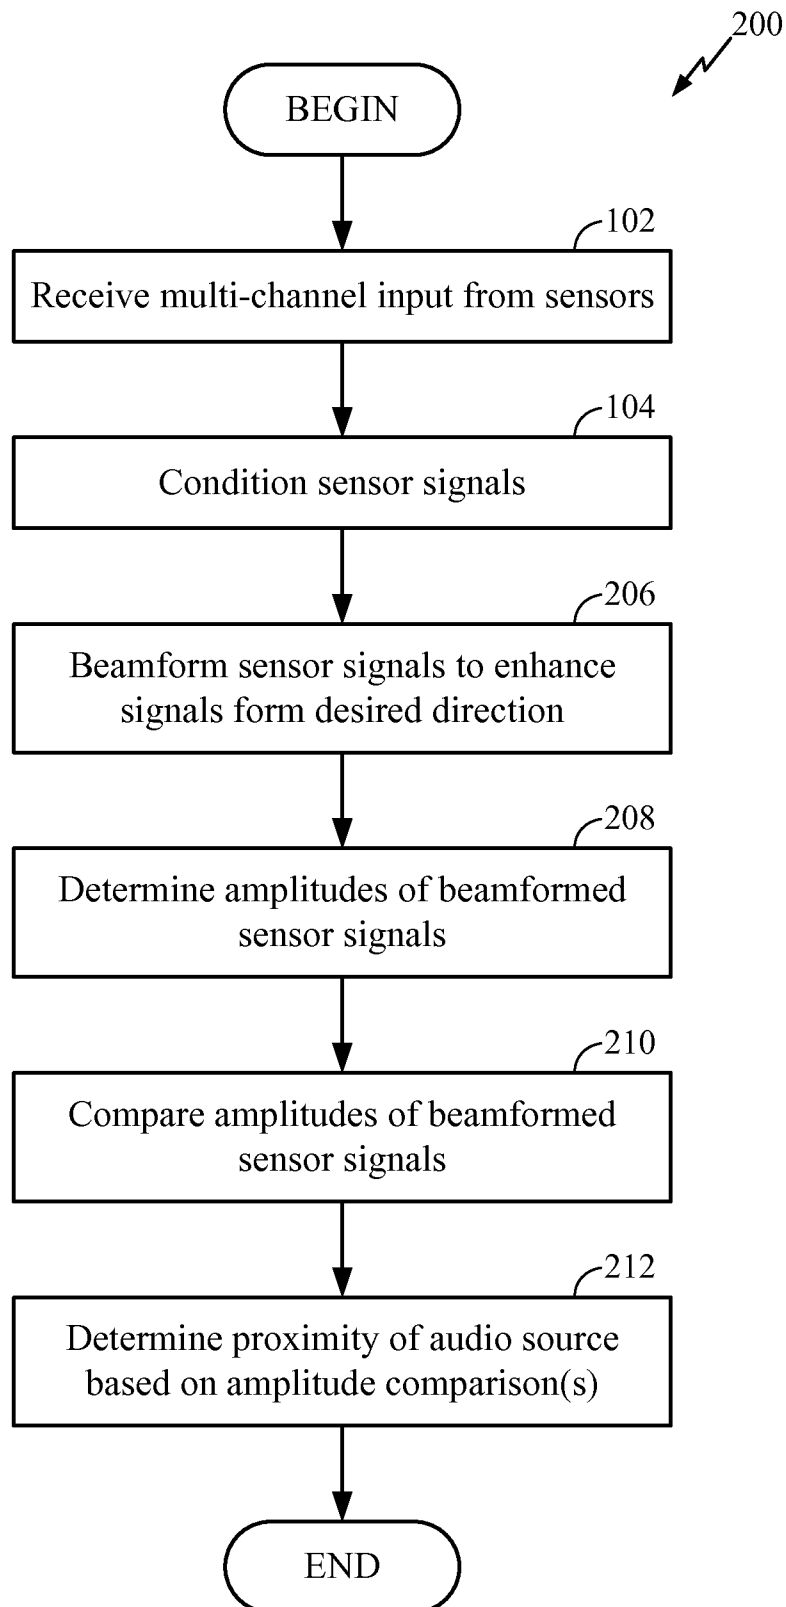 200
BEGIN
102
Receive multi-channel input from sensors
104
Condition sensor signals
206
Beamform sensor signals to enhance
signals form desired direction
208
Determine amplitudes of beamformed
sensor signals
210
Compare amplitudes of beamformed
sensor signals
212
Determine proximity of audio source
based on amplitude comparison(s)
END